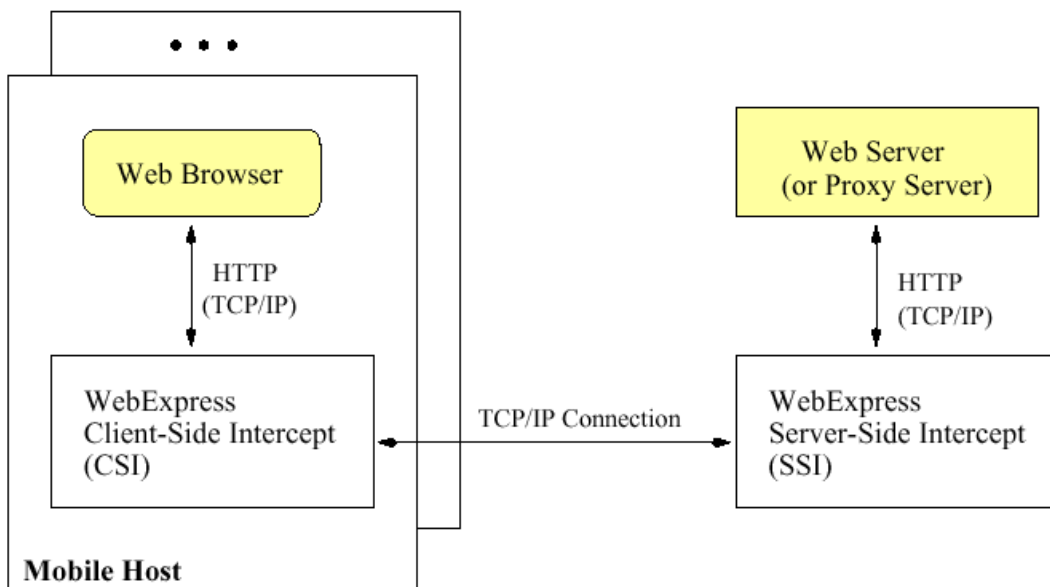 Web Browser
HTTP
(TCP/IP)
WebExpress
Client-Side Intercept
(CSI)
Mobile Host
TCP/IP Connection
Web Server
(or Proxy Server)
HTTP
(TCP/IP)
WebExpress
Server-Side Intercept
(SSI)